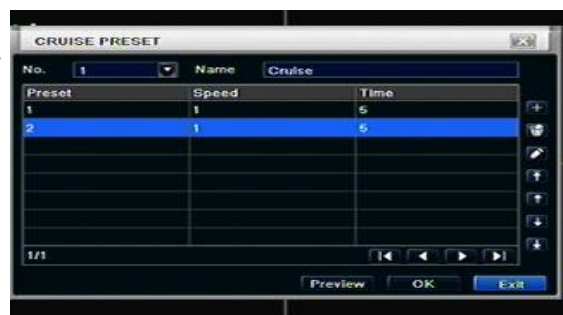 CRUISE PRESET
No. 1 Name Cruise
Preset Speed Time
1 1 5
2 1 5
1/1
Preview OK Exit